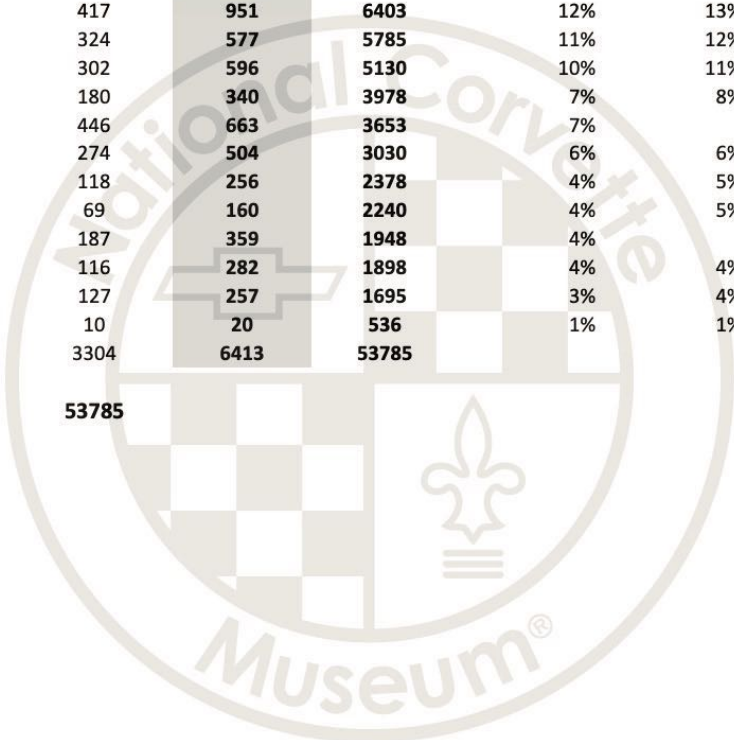 417 951 6403 12% 13%
324 577 5785 11% 12%
302 596 5130 10% 11%
180 340 3978 7% 8%
446 663 3653 7%
274 504 3030 6% 6%
118 256 2378 4% 5%
69 160 2240 4% 5%
187 359 1948 4%
116 282 1898 4% 4%
127 257 1695 3% 4%
10 20 536 1% 1%
3304 6413 53785
53785
National Corvette
Museum®